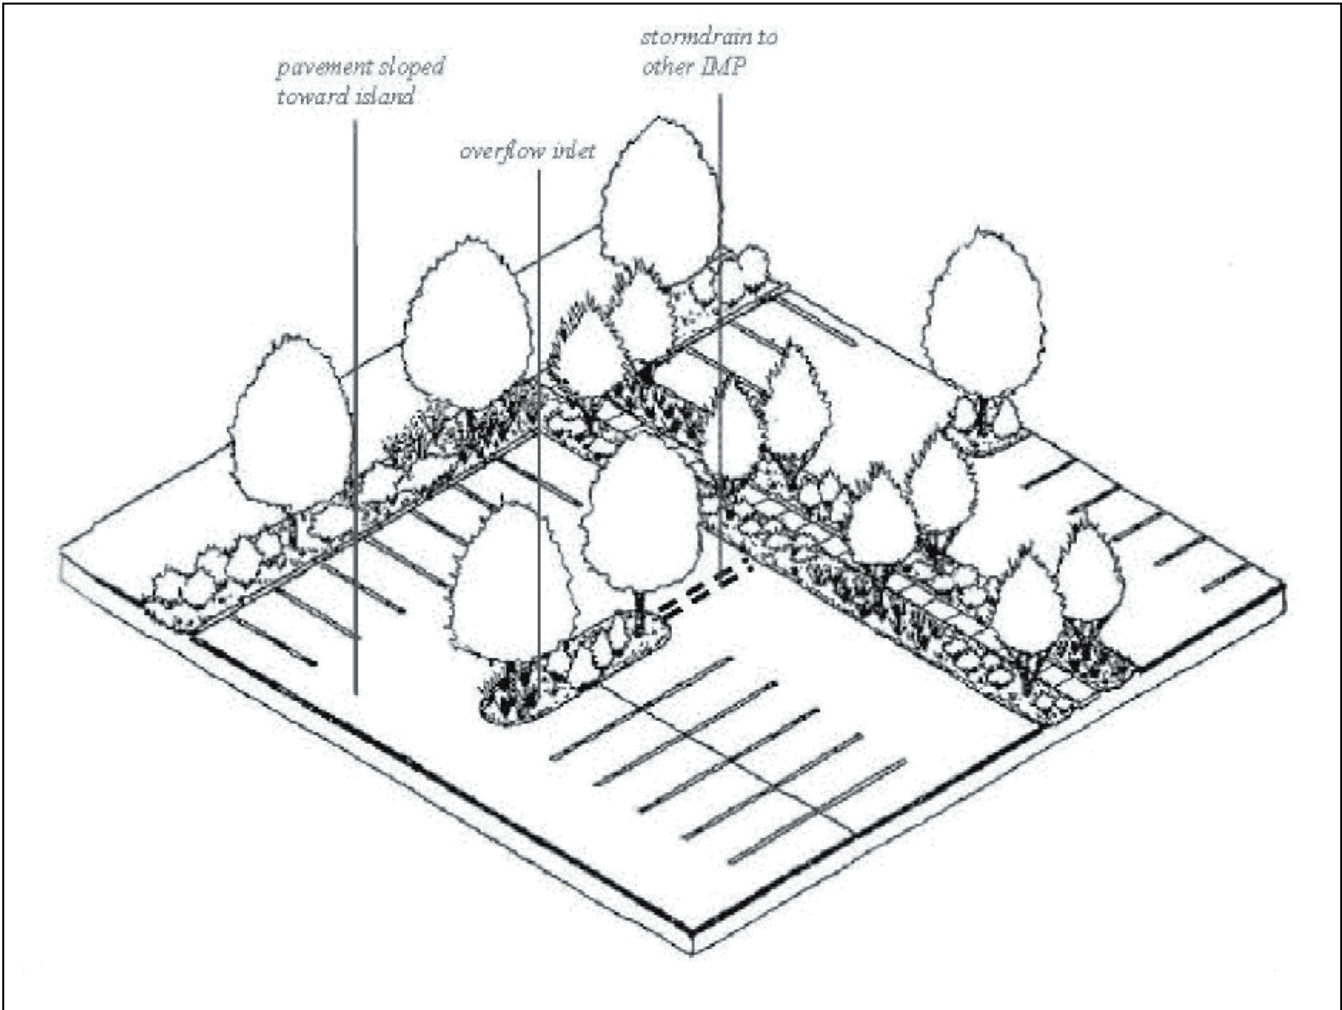 stormdrain to
other IMP
pavement sloped
toward island
overflow inlet